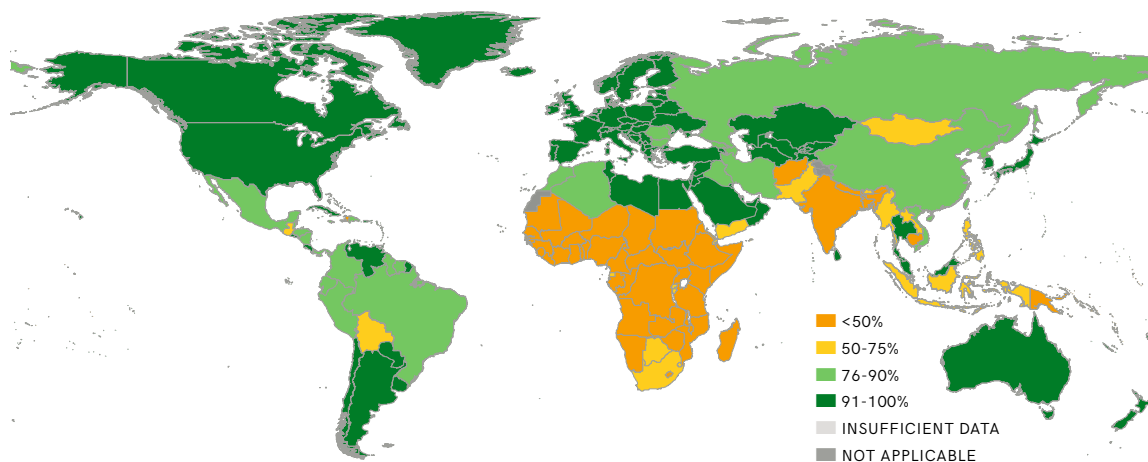 <50%
50-75%
76-90%
91-100%
INSUFFICIENT DATA
NOT APPLICABLE